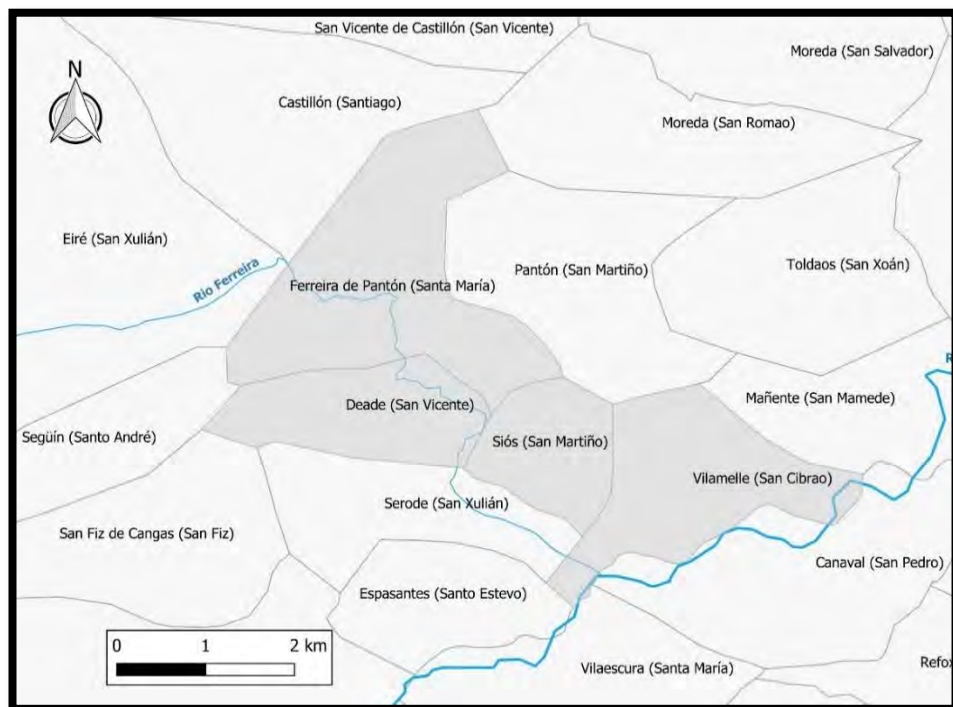 San Vicente de Castillón (San Vicente)
Moreda (San Salvador)
N
Castillón (Santiago)
Moreda (San Romao)
Eiré (San Xulián)
Toldaos (San Xoán)
Pantón (San Martiño)
Rio Ferreira
Ferreira de Pantón (Santa María)
R
Mañente (San Mamede)
Deade (San Vicente)
Següín (Santo André)
Siós (San Martiño)
Vilamelle (San Cibrao)
Serode (San Xulián)
San Fiz de Cangas (San Fiz)
Canaval (San Pedro)
Espasantes (Santo Estevo)
0 1 2 km
Vilaescura (Santa María)
Refox